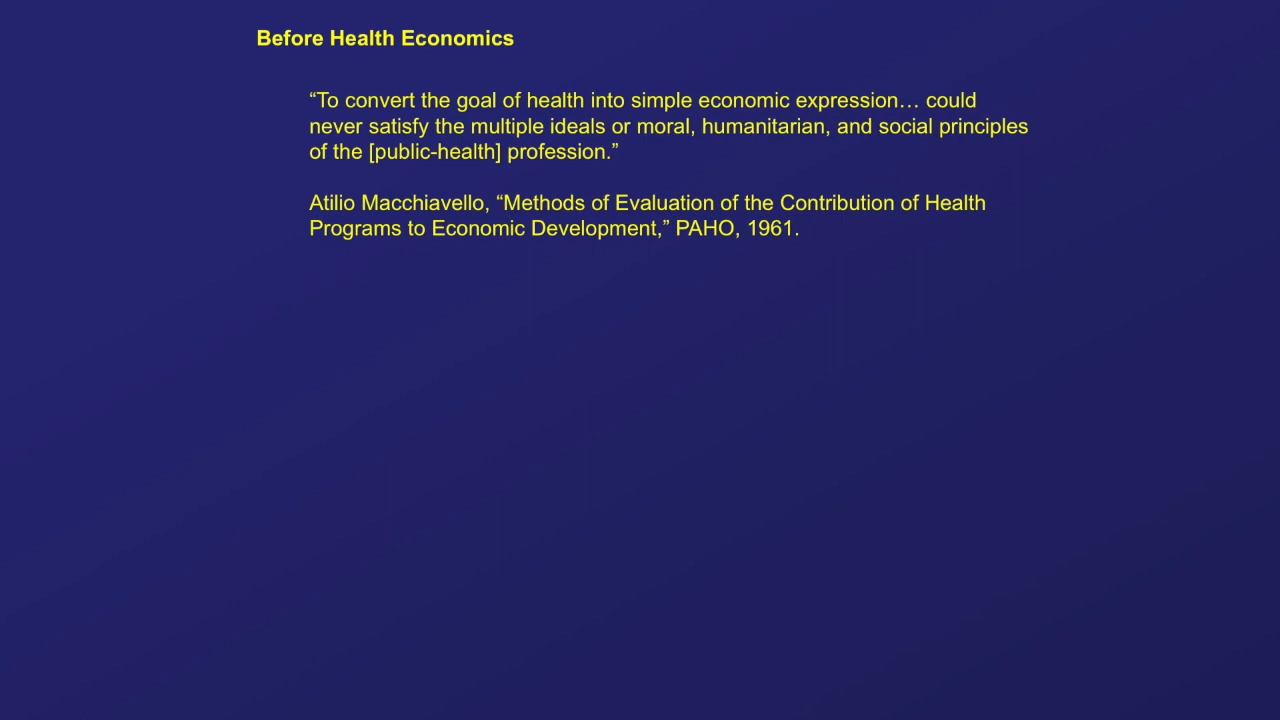 Before Health Economics
“To convert the goal of health into simple economic expression… could
never satisfy the multiple ideals or moral, humanitarian, and social principles
of the [public-health] profession.”
Atilio Macchiavello, “Methods of Evaluation of the Contribution of Health
Programs to Economic Development,” PAHO, 1961.